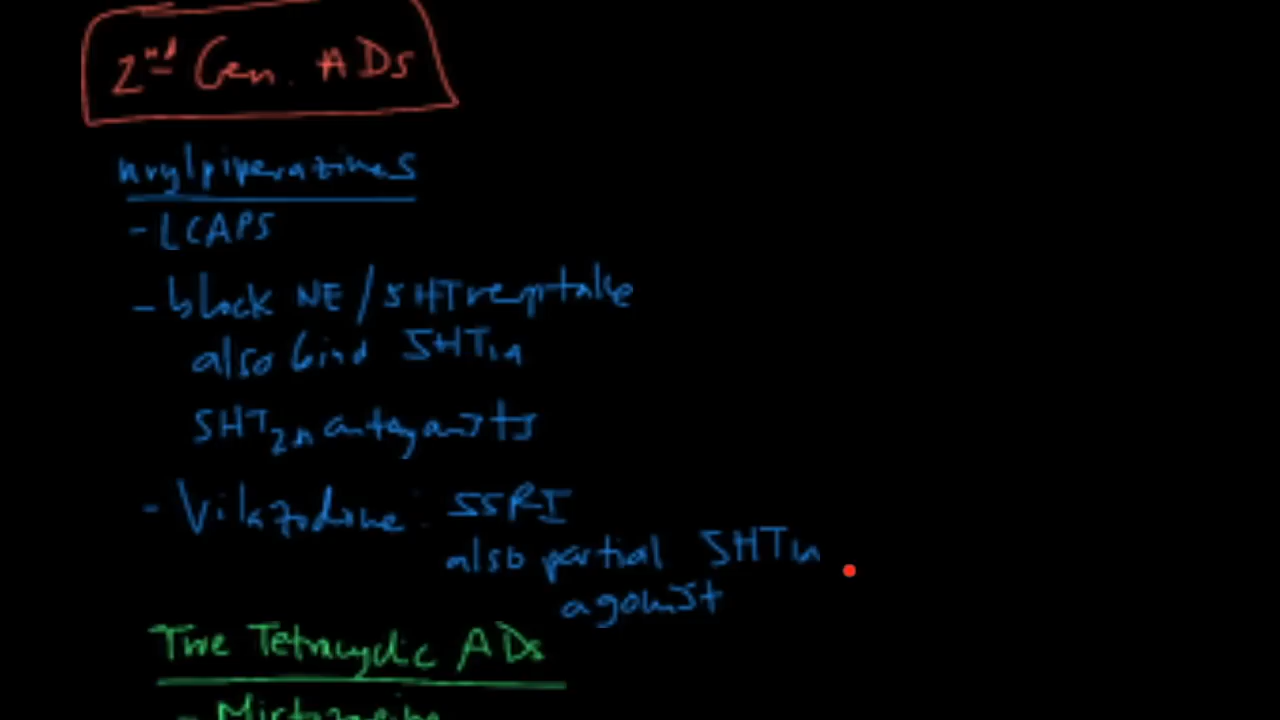 2nd Gen. ADs
arylpiperazines
- LCAPS
- block NE/5HT reuptake
also bind 5HT1A
5HT2A antagonists
- Vilazodone: SSRI
also partial 5HT1A
agonist
True Tetracyclic ADs
- Mirtazapine